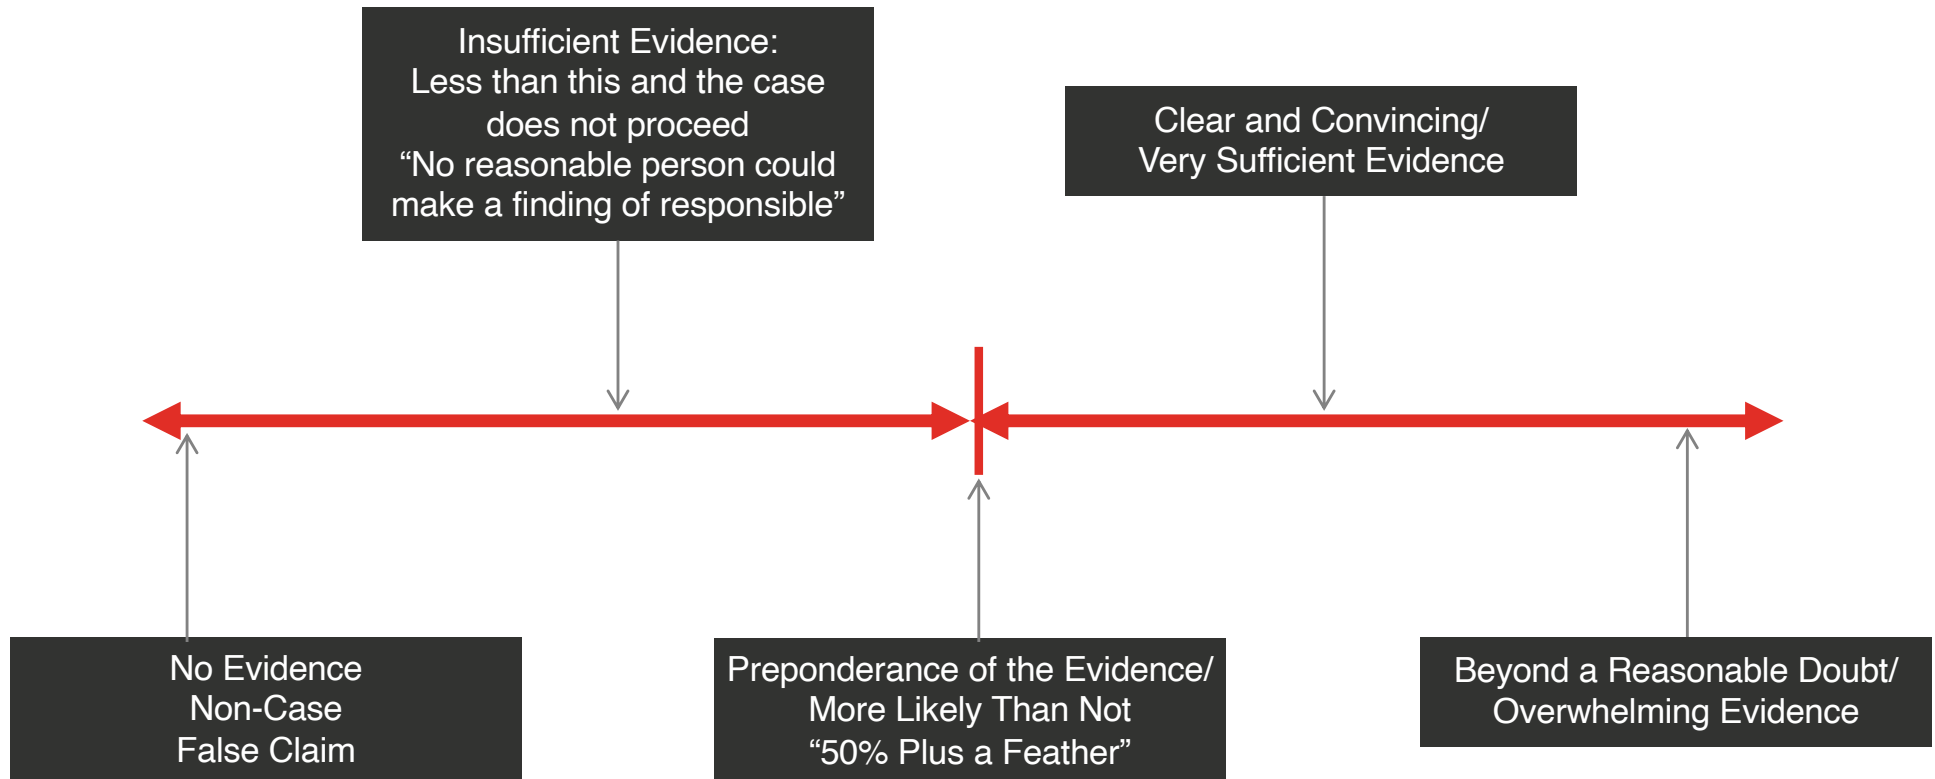 Insufficient Evidence:
Less than this and the case
does not proceed
“No reasonable person could
make a finding of responsible”
Clear and Convincing/
Very Sufficient Evidence
No Evidence
Non-Case
False Claim
Preponderance of the Evidence/
More Likely Than Not
“50% Plus a Feather”
Beyond a Reasonable Doubt/
Overwhelming Evidence